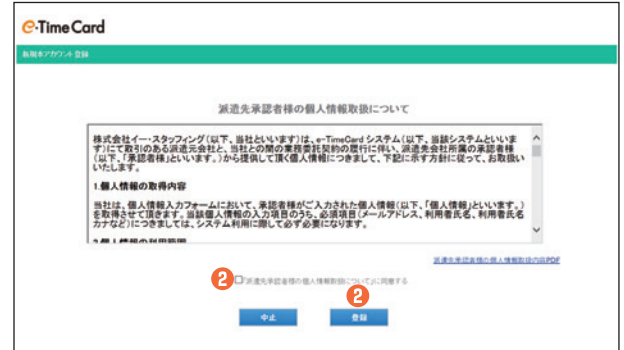 e-TimeCard
新規本アカウント登録
派遣先承認者様の個人情報取扱について
株式会社イー・スタッフィング（以下、当社といいます）は、e-TimeCard システム（以下、当該システムといいま
す）にて取引のある派遣元会社と、当社との間の業務委託契約の履行に伴い、派遣先会社所属の承認者様
（以下、「承認者様」といいます。）から提供して頂く個人情報につきまして、下記に示す方針に従って、お取扱い
いたします。
1.個人情報の取得内容
当社は、個人情報入力フォームにおいて、承認者様がご入力された個人情報（以下、「個人情報」といいます。）
を取得させて頂きます。当該個人情報の入力項目のうち、必須項目（メールアドレス、利用者氏名、利用者氏名
カナなど）につきましては、システム利用に際して必ず必要になります。
2.個人情報の利用範囲
派遣先承認者様の個人情報取扱内容PDF
2 「派遣先承認者様の個人情報取扱について」に同意する
2
中止 登録